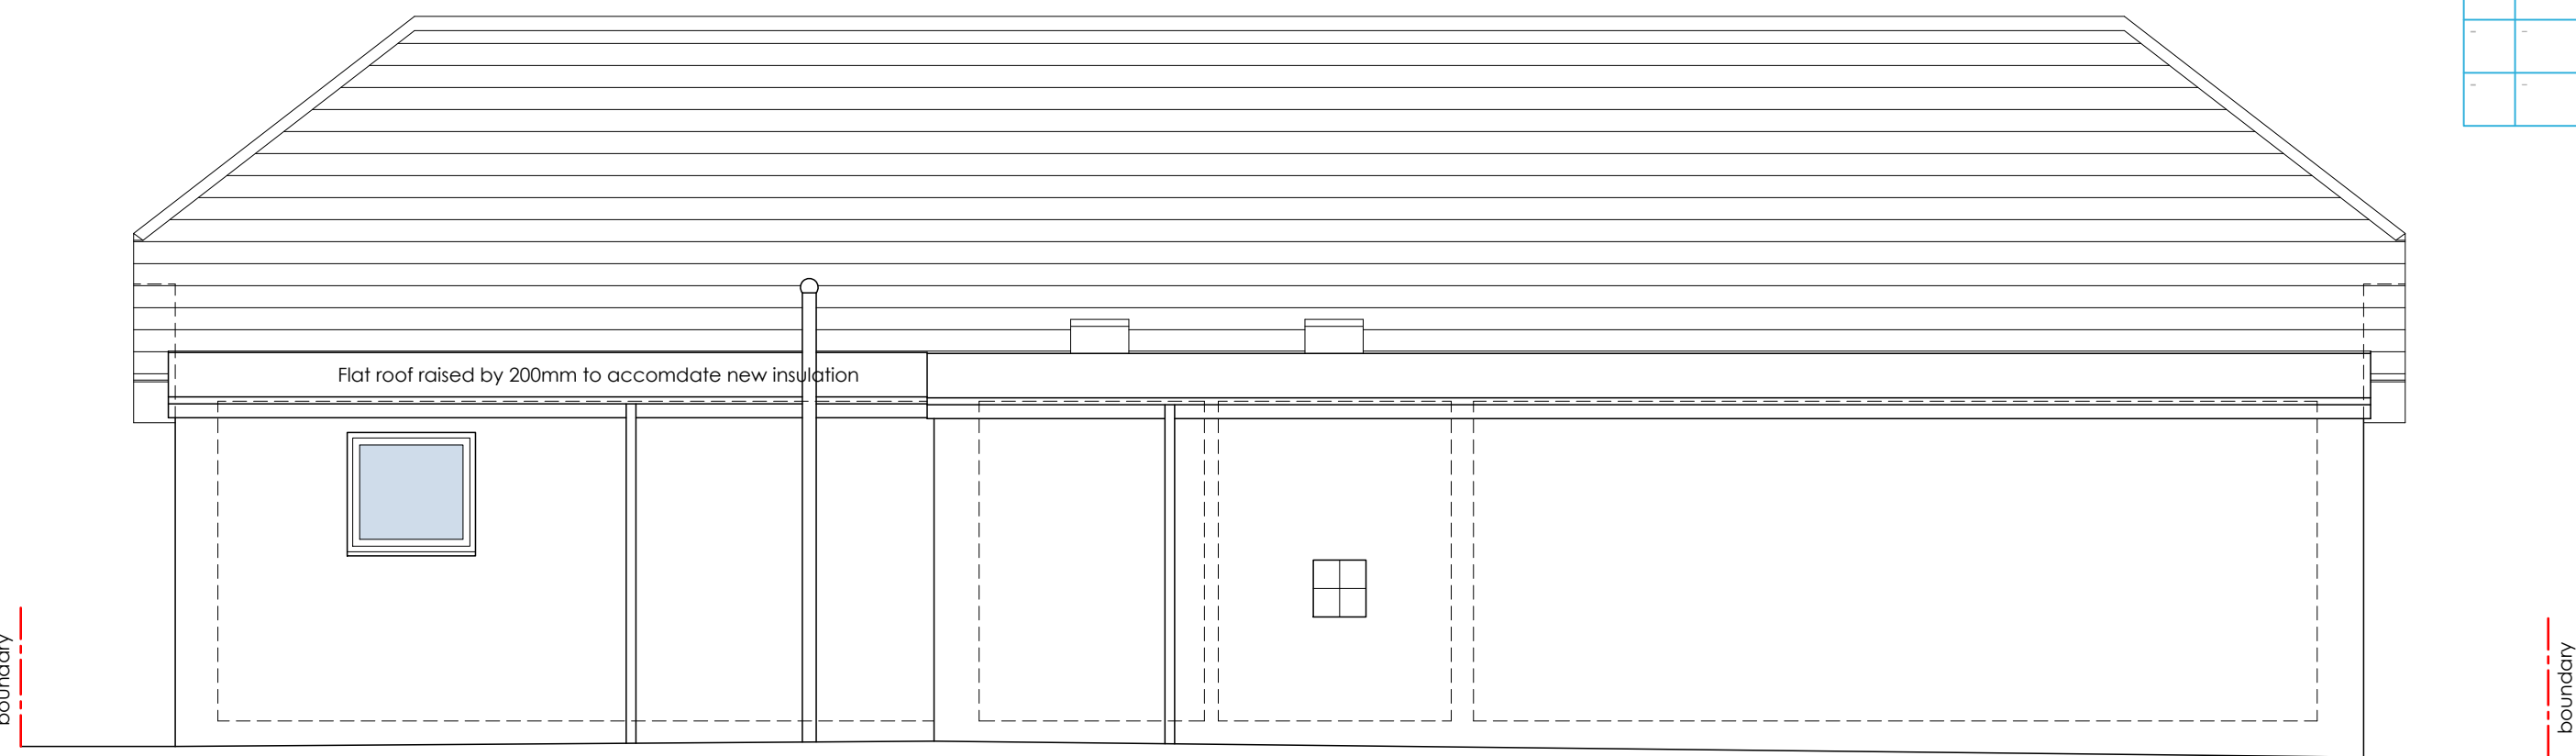 Flat roof raised by 200mm to accomdate new insulation
boundary
boundary